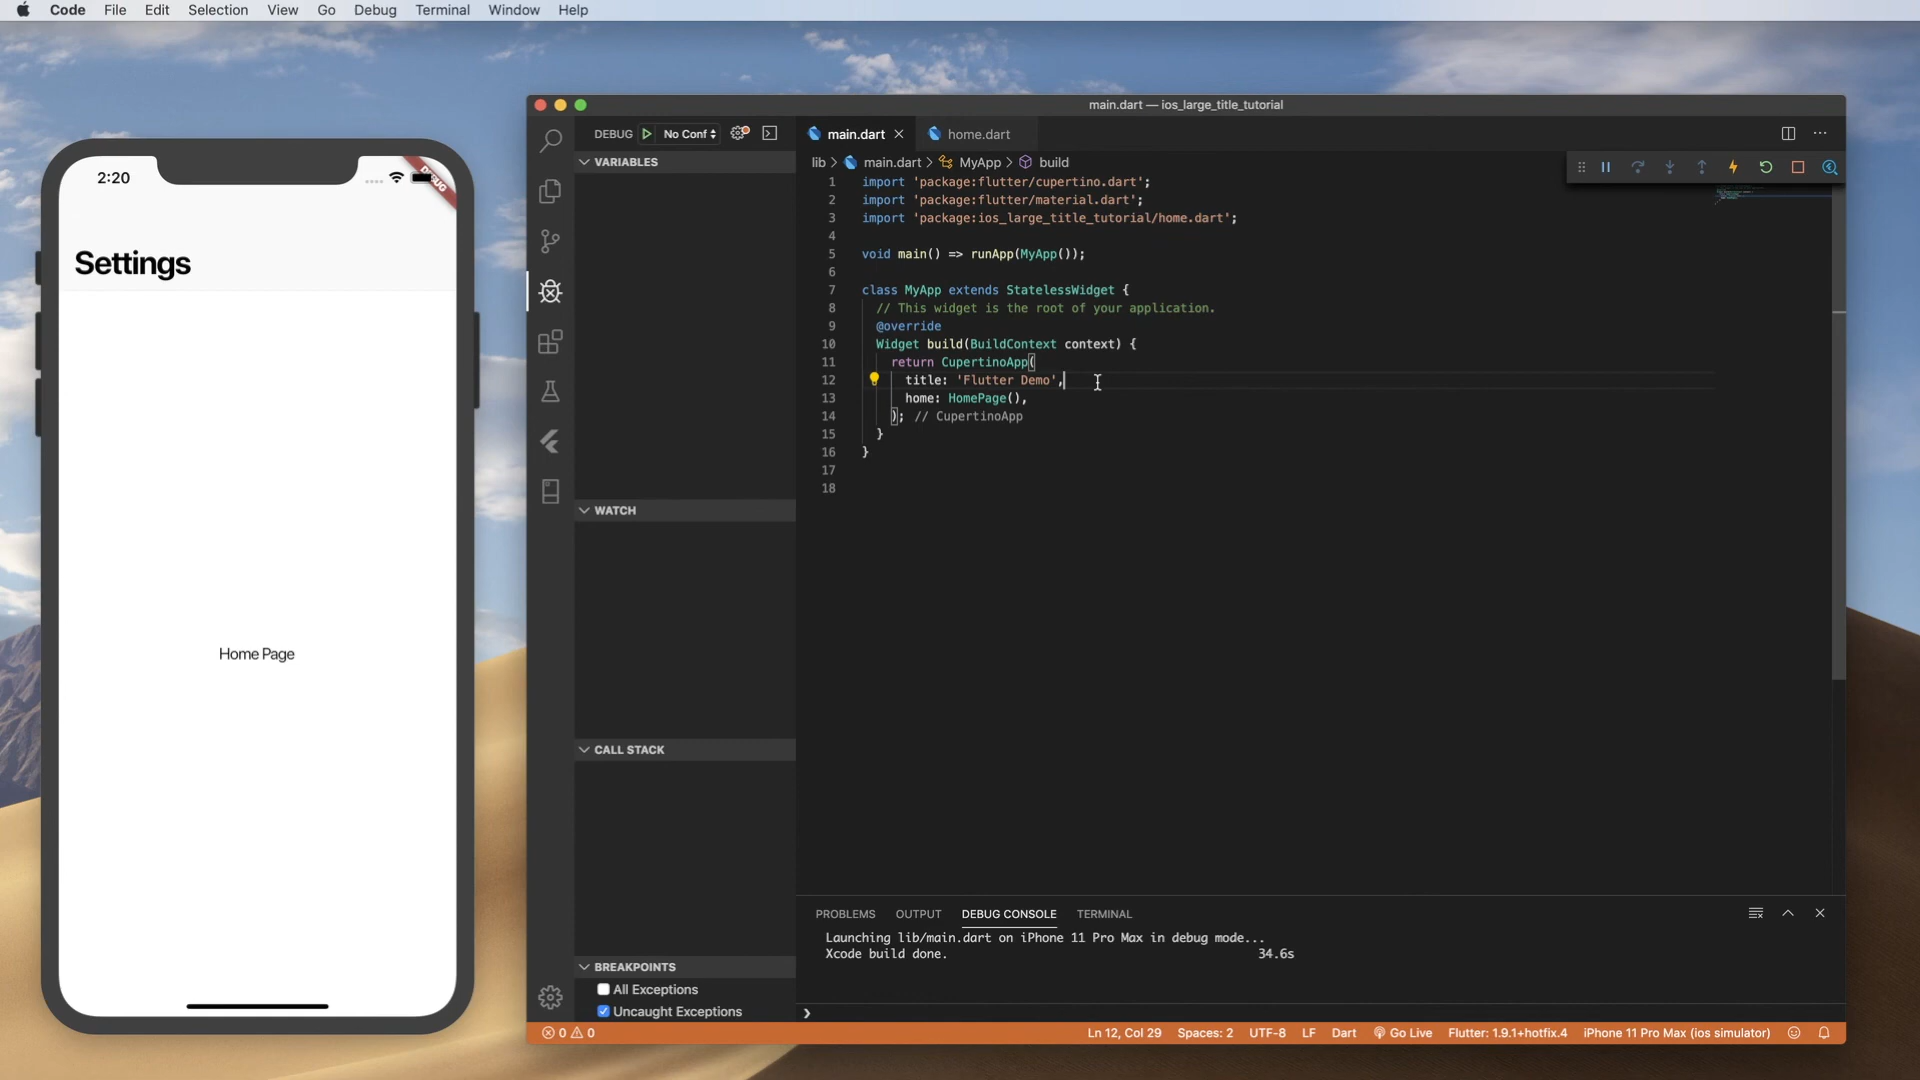 Code File Edit Selection View Go Debug Terminal Window Help
2:20
DEBUG
Settings
Home Page
main.dart — ios_large_title_tutorial
DEBUG No Conf
VARIABLES
WATCH
CALL STACK
BREAKPOINTS
All Exceptions
Uncaught Exceptions
main.dart home.dart
lib > main.dart > MyApp > build
1 import 'package:flutter/cupertino.dart';
2 import 'package:flutter/material.dart';
3 import 'package:ios_large_title_tutorial/home.dart';
4
5 void main() => runApp(MyApp());
6
7 class MyApp extends StatelessWidget {
8 // This widget is the root of your application.
9 @override
10 Widget build(BuildContext context) {
11 return CupertinoApp(
12 title: 'Flutter Demo',
13 home: HomePage(),
14 ); // CupertinoApp
15 }
16 }
17
18
PROBLEMS OUTPUT DEBUG CONSOLE TERMINAL
Launching lib/main.dart on iPhone 11 Pro Max in debug mode...
Xcode build done. 34.6s
0 0 Ln 12, Col 29 Spaces: 2 UTF-8 LF Dart Go Live Flutter: 1.9.1+hotfix.4 iPhone 11 Pro Max (ios simulator)